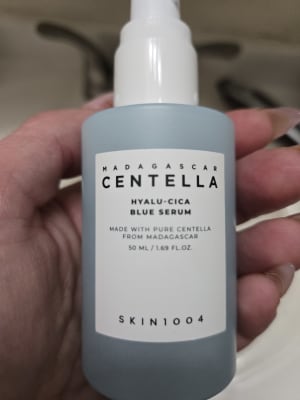 MADAGASCAR
CENTELLA
HYALU-CICA
BLUE SERUM
MADE WITH PURE CENTELLA
FROM MADAGASCAR
50 ML / 1.69 FL.OZ.
SKIN1004